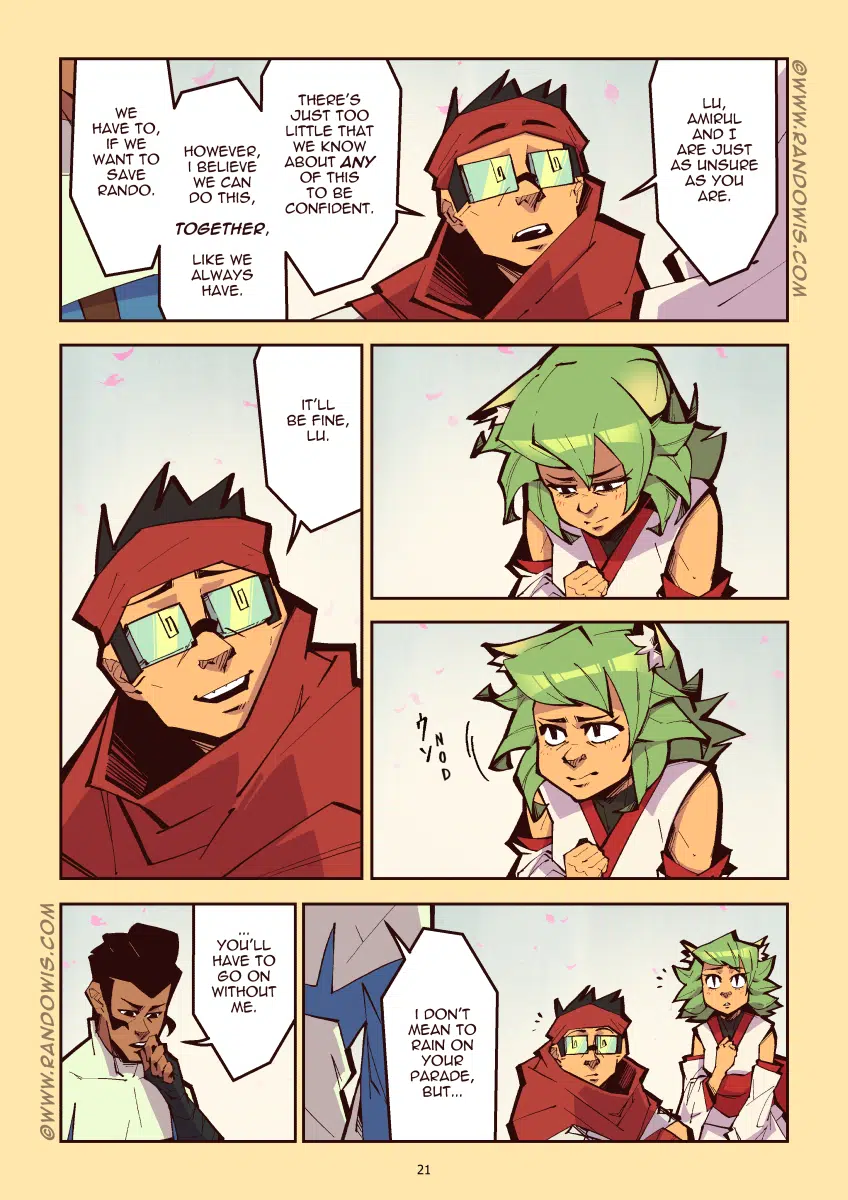 ©WWW.RANDOWIS.COM
LU,
AMIRUL
AND I
ARE JUST
AS UNSURE
AS YOU
ARE.
THERE'S
JUST TOO
LITTLE THAT
WE KNOW
ABOUT ANY
OF THIS
TO BE
CONFIDENT.
HOWEVER,
I BELIEVE
WE CAN
DO THIS,
TOGETHER,
LIKE WE
ALWAYS
HAVE.
WE
HAVE TO,
IF WE
WANT TO
SAVE
RANDO.
ウン
NOD
IT'LL
BE FINE,
LU.
I DON'T
MEAN TO
RAIN ON
YOUR
PARADE,
BUT...
...
YOU'LL
HAVE TO
GO ON
WITHOUT
ME.
©WWW.RANDOWIS.COM
21